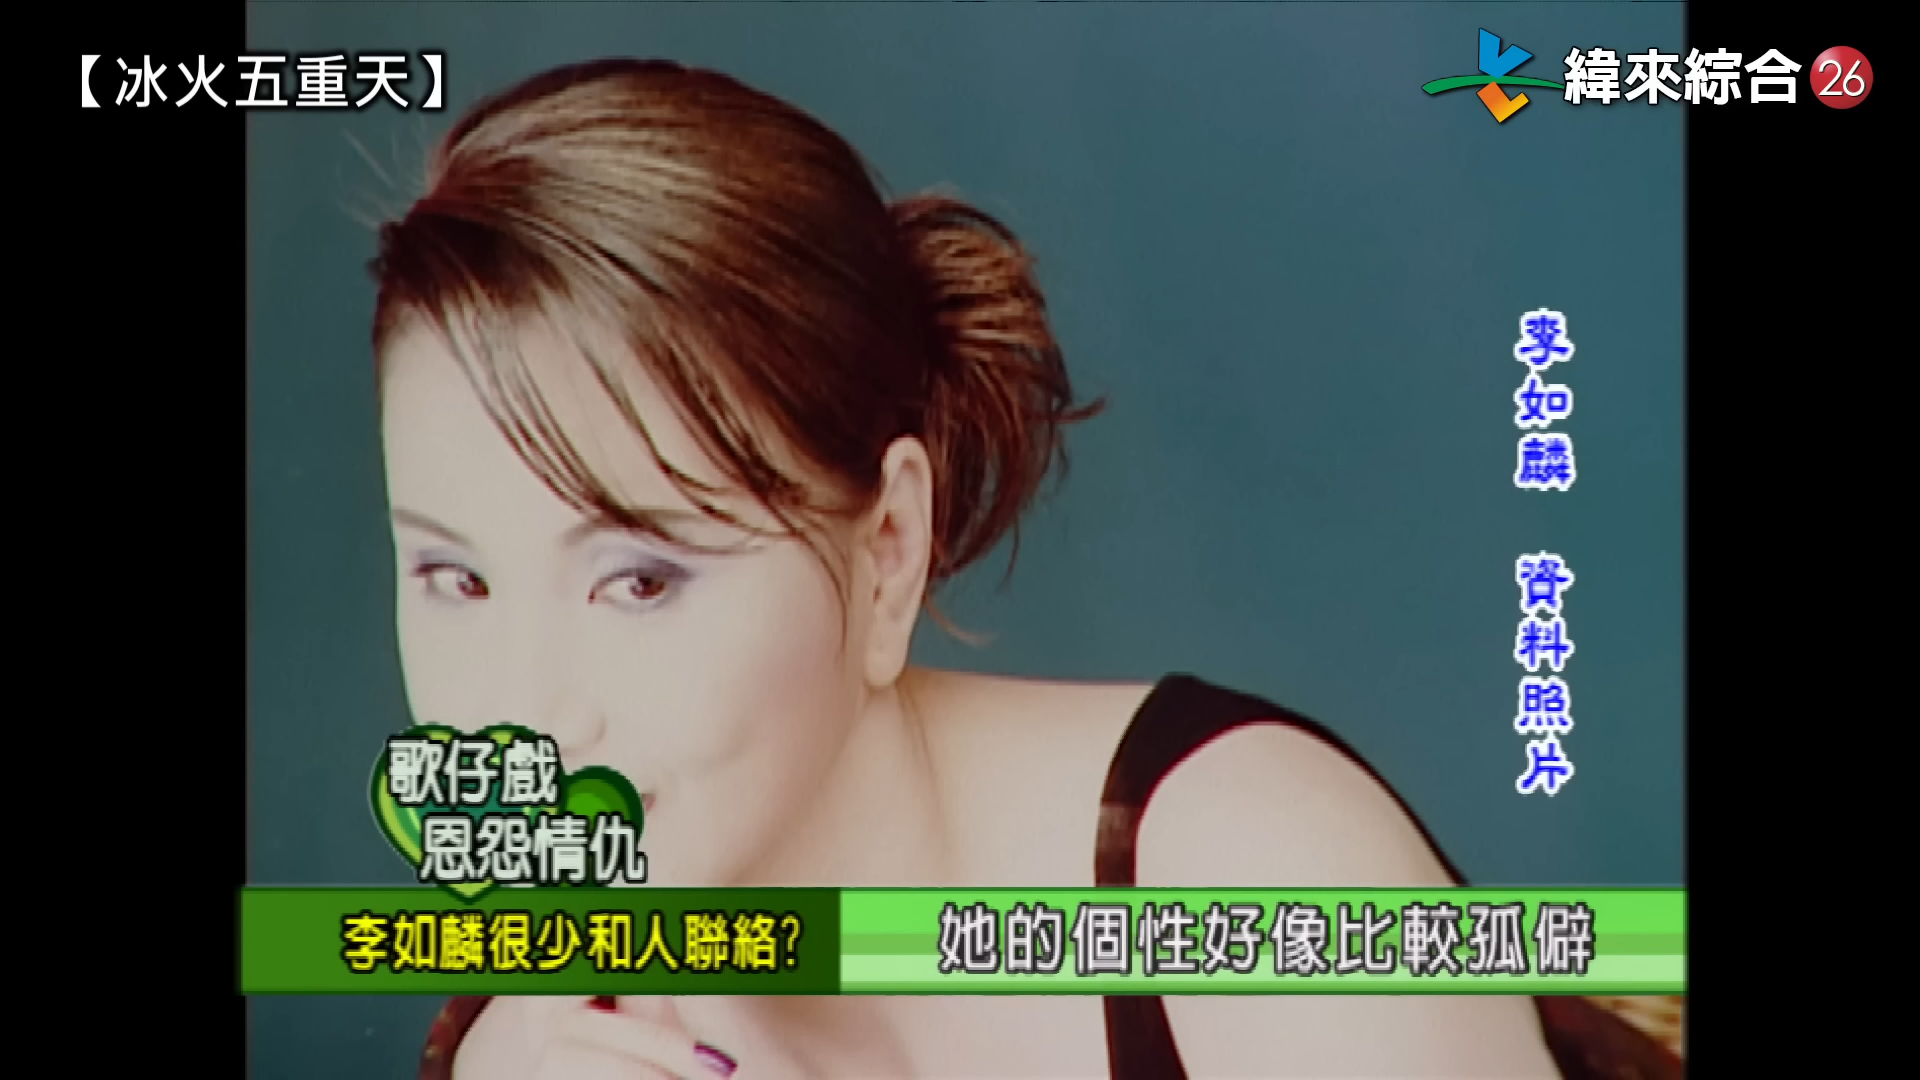 【冰火五重天】
緯來綜合26
李如麟 資料照片
歌仔戲
恩怨情仇
李如麟很少和人聯絡?
她的個性好像比較孤僻